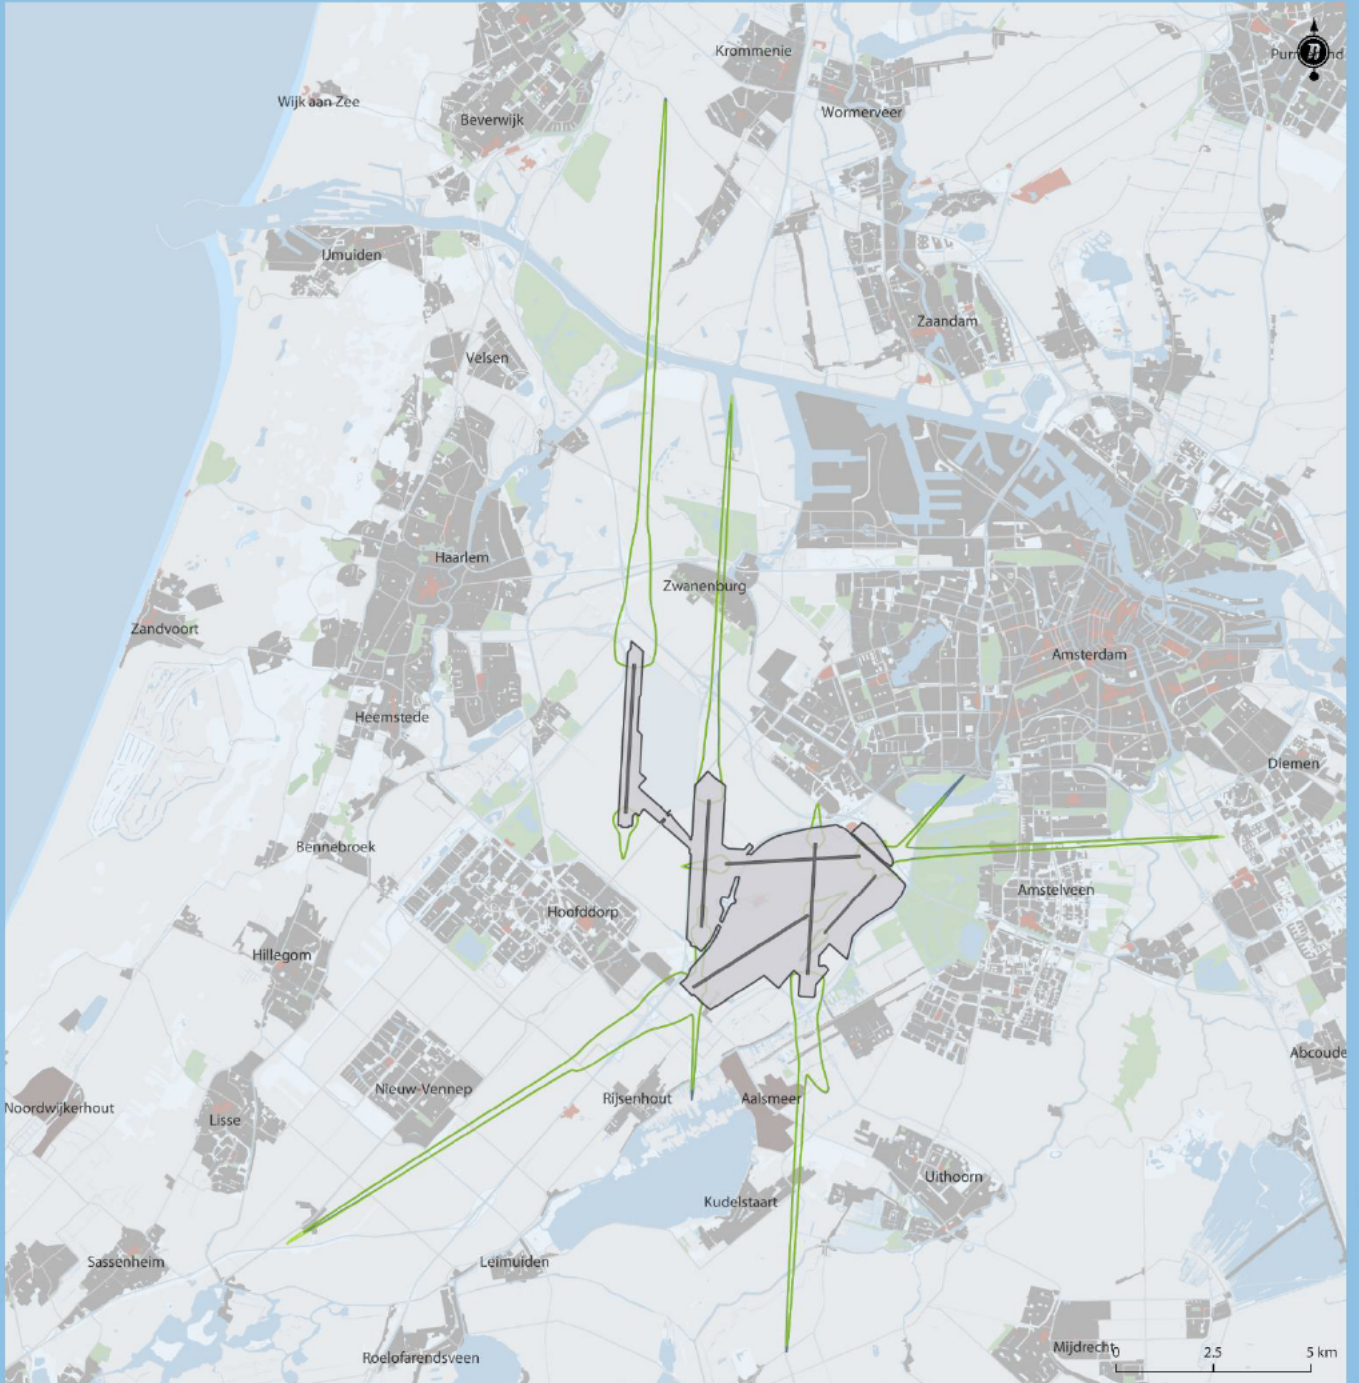 Krommenie
Wijk aan Zee
Beverwijk
Wormerveer
IJmuiden
Zaandam
Velsen
Haarlem
Zwanenburg
Zandvoort
Amsterdam
Heemstede
Diemen
Bennebroek
Amstelveen
Hoofddorp
Hillegom
Abcoude
Nieuw-Vennep
Rijsenhout
Aalsmeer
Noordwijkerhout
Lisse
Uithoorn
Kudelstaart
Sassenheim
Leimuiden
Mijdrecht
Roelofarendsveen
0 2.5 5 km